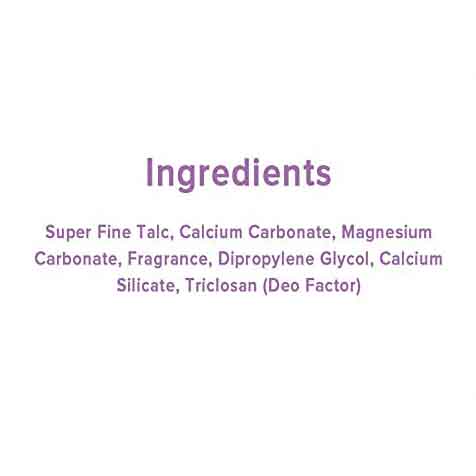 Ingredients
Super Fine Talc, Calcium Carbonate, Magnesium
Carbonate, Fragrance, Dipropylene Glycol, Calcium
Silicate, Triclosan (Deo Factor)